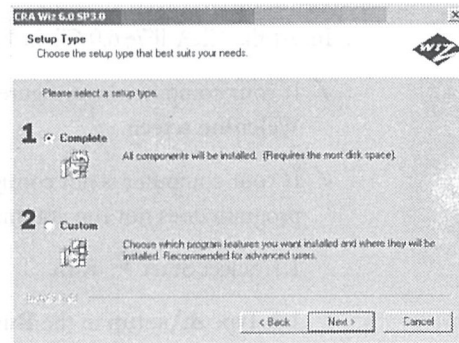 CRA Wiz 6.0 SP3.0
Setup Type
Choose the setup type that best suits your needs.
WIZ
Please select a setup type.
1 Complete
All components will be installed. (Requires the most disk space)
2 Custom
Choose which program features you want installed and where they will be
installed. Recommended for advanced users.
< Back Next > Cancel